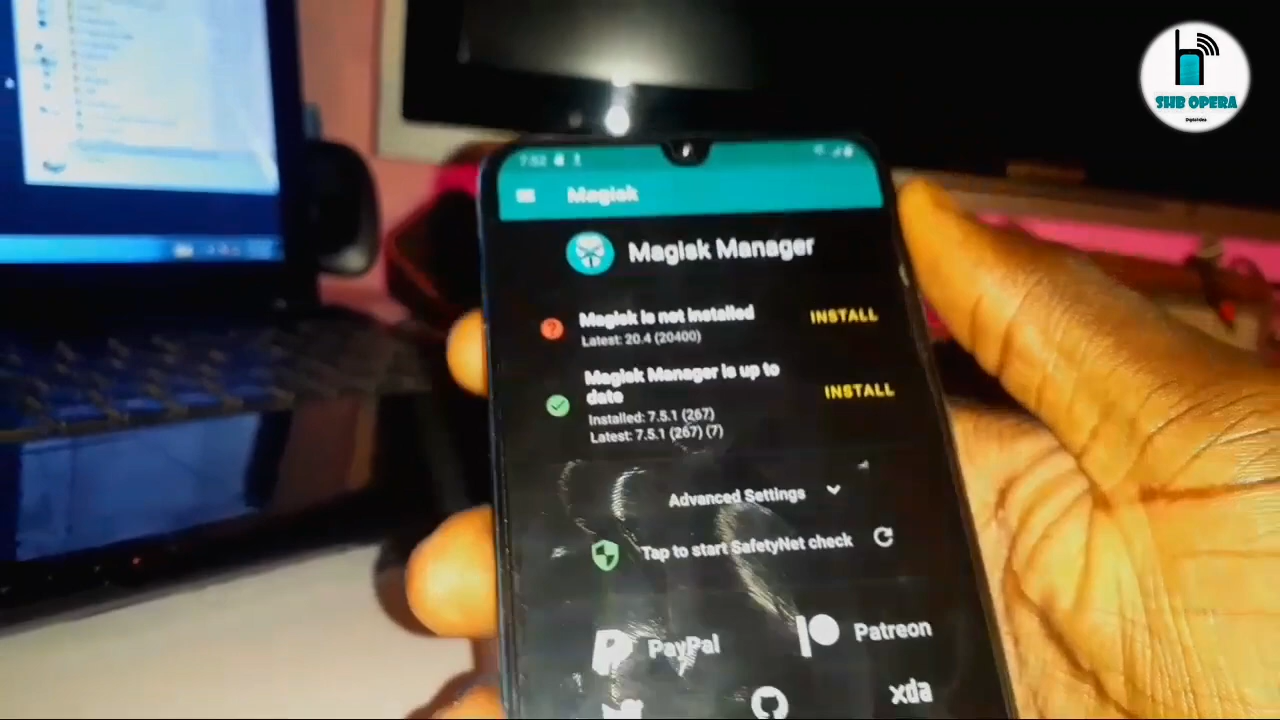 SHB OPERA
7:52
Magisk
Magisk Manager
Magisk is not installed
INSTALL
Latest: 20.4 (20400)
Magisk Manager is up to
date
INSTALL
Installed: 7.5.1 (267)
Latest: 7.5.1 (267) (7)
Advanced Settings
Tap to start SafetyNet check
PayPal
Patreon
xda